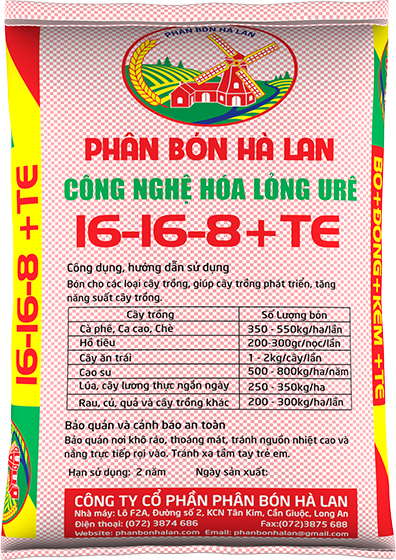 PHÂN BÓN HÀ LAN
PHÂN BÓN HÀ LAN
CÔNG NGHỆ HÓA LỎNG URÊ
16-16-8+TE
16-16-8 +TE
BO+ĐỒNG+KẼM +TE
Công dụng, hướng dẫn sử dụng
Bón cho các loại cây trồng, giúp cây trồng phát triển, tăng
năng suất cây trồng.
Cây trồng Số Lượng bón
Cà phê, Ca cao, Chè 350 - 550kg/ha/lần
Hồ tiêu 200-300gr/nọc/lần
Cây ăn trái 1 - 2kg/cây/lần
Cao su 500 - 800kg/ha/năm
Lúa, cây lương thực ngắn ngày 250 - 350kg/ha
Rau, củ, quả và cây trồng khác 200 - 300kg/ha/lần
Bảo quản và cảnh báo an toàn
Bảo quản nơi khô ráo, thoáng mát, tránh nguồn nhiệt cao và
nắng trực tiếp rọi vào. Tránh xa tầm tay trẻ em.
Hạn sử dụng: 2 năm Ngày sản xuất:
CÔNG TY CỔ PHẦN PHÂN BÓN HÀ LAN
Nhà máy: Lô F2A, Đường số 2, KCN Tân Kim, Cần Giuộc, Long An
Điện thoại: (072) 3874 686 Fax:(072)3875 688
Website: phanbonhalan.com Email: phanbonhalan@gmail.com